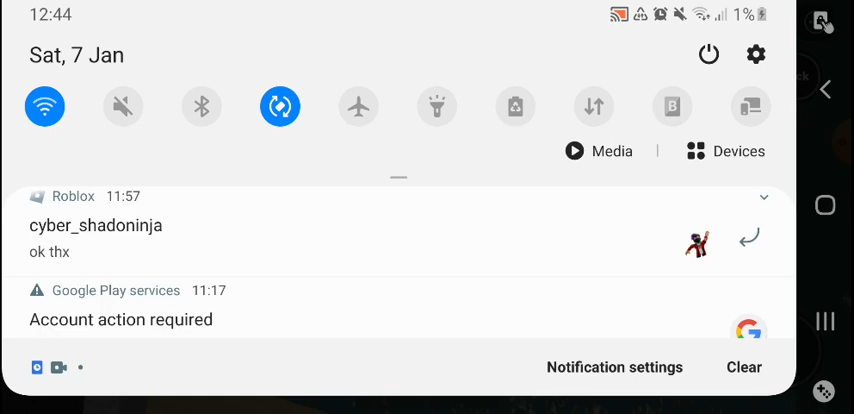 12:44
1%
Sat, 7 Jan
B
Media | Devices
Roblox 11:57
cyber_shadoninja
ok thx
Google Play services 11:17
Account action required
Notification settings Clear
ck